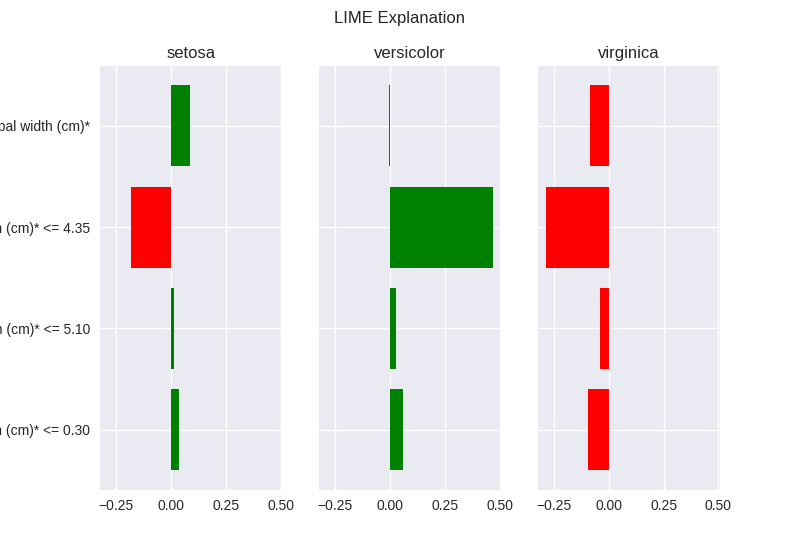 LIME Explanation
setosa
versicolor
virginica
width (cm)*
(cm)* <= 4.35
(cm)* <= 5.10
(cm)* <= 0.30
−0.25 0.00 0.25 0.50
−0.25 0.00 0.25 0.50
−0.25 0.00 0.25 0.50